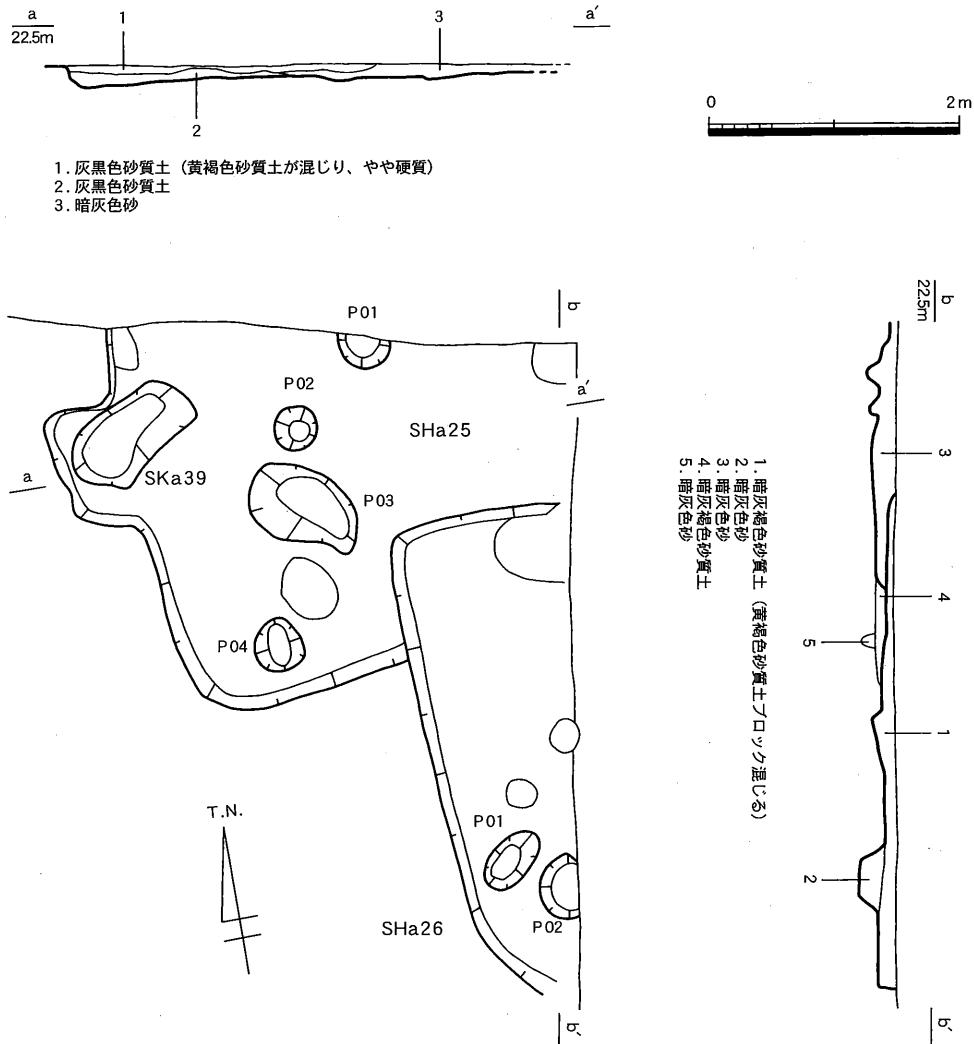 a
22.5m
1
3
a′
2
0
2m
1. 灰黒色砂質土（黄褐色砂質土が混じり、やや硬質）
2. 灰黒色砂質土
3. 暗灰色砂
b
22.5m
P01
b
P02
a′
SHa25
a
SKa39
P03
P04
3
4
5
1
2
1. 暗灰褐色砂質土（黄褐色砂質土ブロック混じる）
2. 暗灰色砂
3. 暗灰色砂
4. 暗灰褐色砂質土
5. 暗灰色砂
T.N.
P01
SHa26
P02
b′
b′